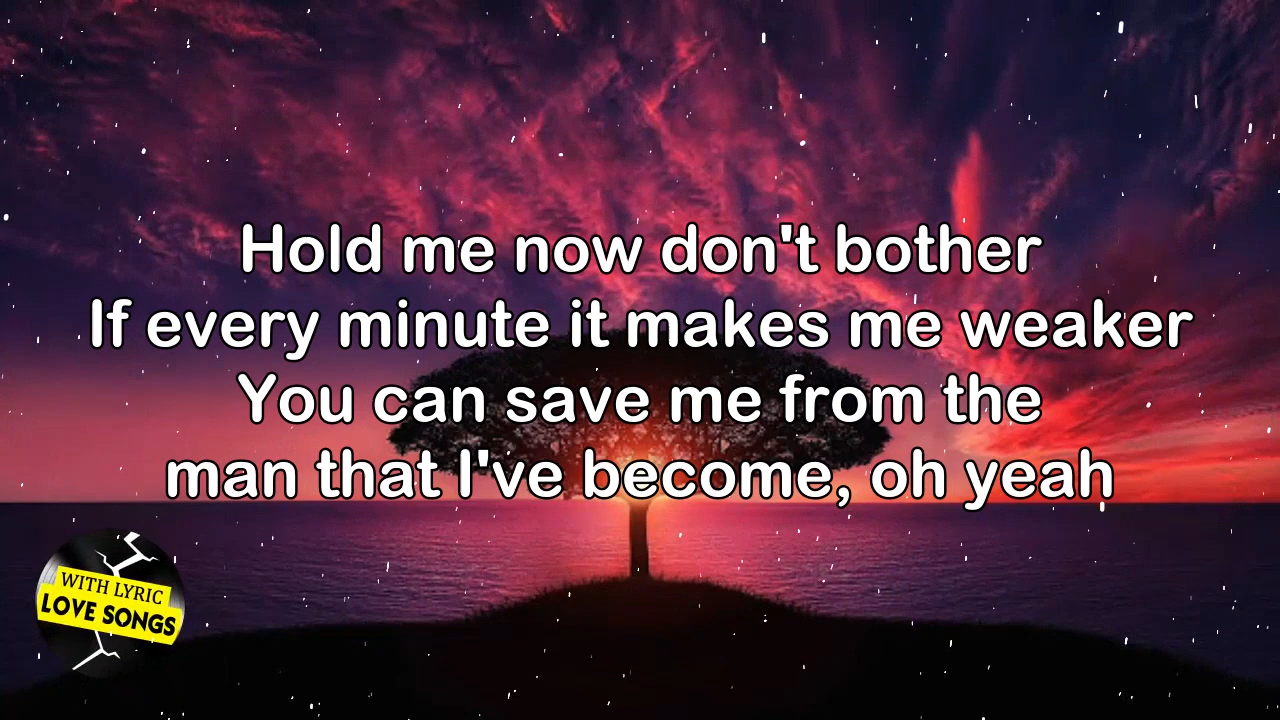 Hold me now don't bother
If every minute it makes me weaker
You can save me from the
man that I've become, oh yeah
WITH LYRIC
LOVE SONGS